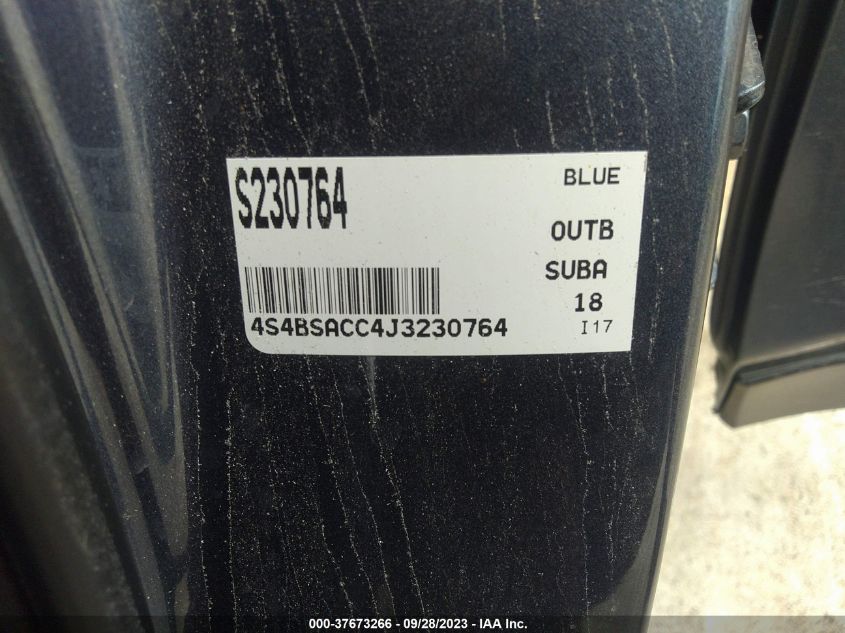 S230764
BLUE
OUTB
SUBA
18
4S4BSACC4J3230764
I17
000-37673266 - 09/28/2023 - IAA Inc.